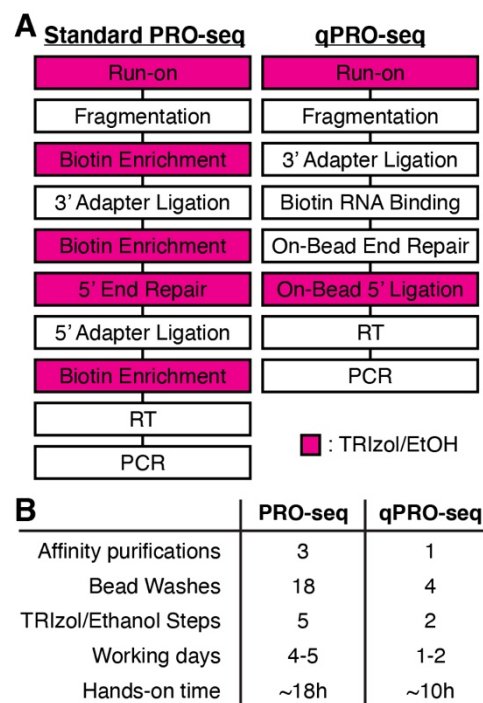 A
Standard PRO-seq
Run-on
Fragmentation
Biotin Enrichment
3’ Adapter Ligation
Biotin Enrichment
5’ End Repair
5’ Adapter Ligation
Biotin Enrichment
RT
PCR
qPRO-seq
Run-on
Fragmentation
3’ Adapter Ligation
Biotin RNA Binding
On-Bead End Repair
On-Bead 5’ Ligation
RT
PCR
: TRIzol/EtOH
B
PRO-seq qPRO-seq
Affinity purifications 3 1
Bead Washes 18 4
TRIzol/Ethanol Steps 5 2
Working days 4-5 1-2
Hands-on time ~18h ~10h